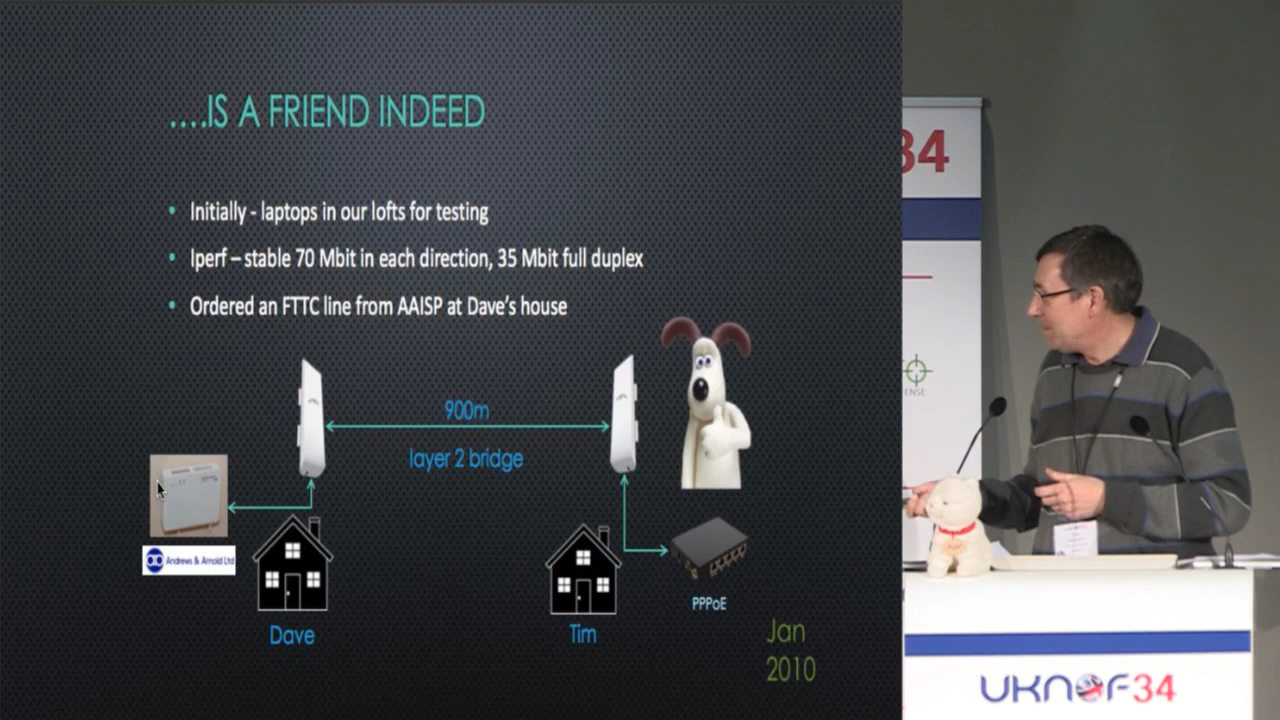 ....IS A FRIEND INDEED
• Initially - laptops in our lofts for testing
• Iperf – stable 70 Mbit in each direction, 35 Mbit full duplex
• Ordered an FTTC line from AAISP at Dave's house
900m
layer 2 bridge
Andrews & Arnold Ltd
PPPoE
Dave
Tim
Jan
2010
34
UKNOF34